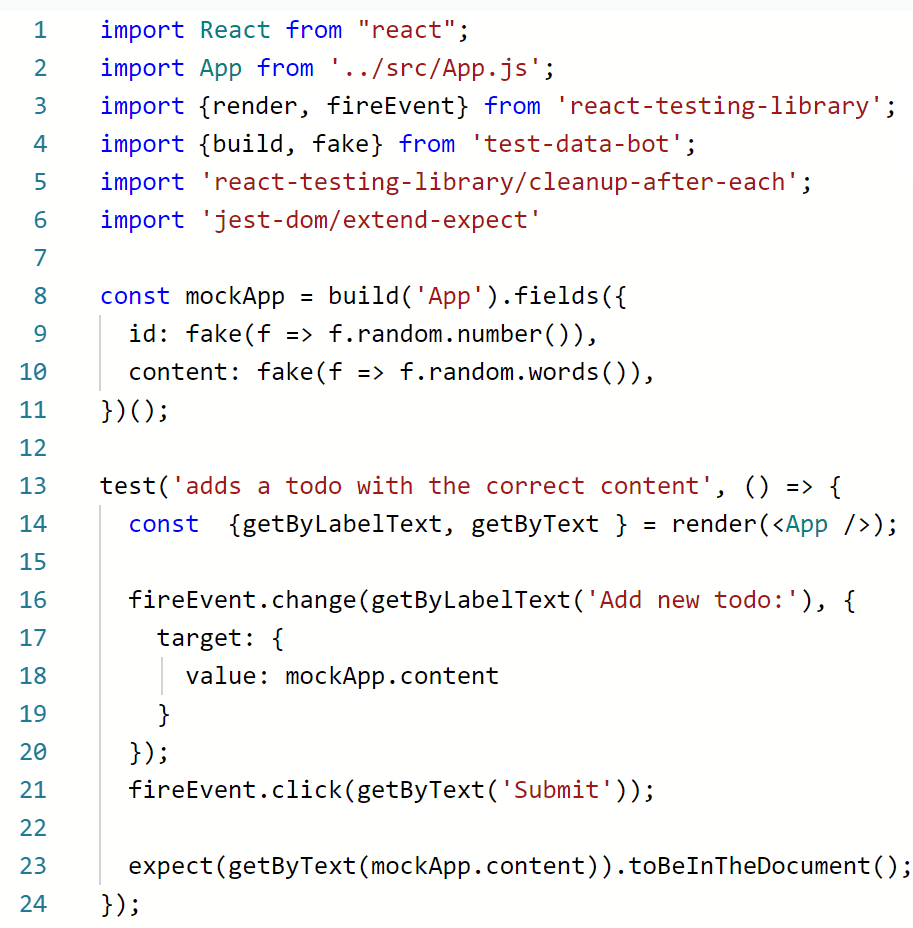 1 import React from "react";
2 import App from '../src/App.js';
3 import {render, fireEvent} from 'react-testing-library';
4 import {build, fake} from 'test-data-bot';
5 import 'react-testing-library/cleanup-after-each';
6 import 'jest-dom/extend-expect'
7
8 const mockApp = build('App').fields({
9   id: fake(f => f.random.number()),
10   content: fake(f => f.random.words()),
11 })();
12
13 test('adds a todo with the correct content', () => {
14   const  {getByLabelText, getByText } = render(<App />);
15
16   fireEvent.change(getByLabelText('Add new todo:'), {
17     target: {
18       value: mockApp.content
19     }
20   });
21   fireEvent.click(getByText('Submit'));
22
23   expect(getByText(mockApp.content)).toBeInTheDocument();
24 });